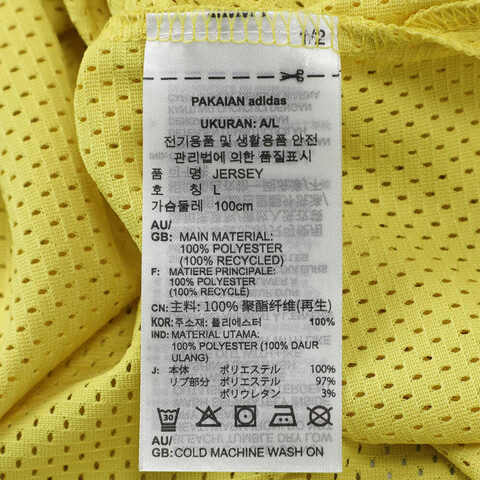 M2
PAKAIAN adidas
UKURAN: A/L
전기용품 및 생활용품 안전
관리법에 의한 품질표시
품 명 JERSEY
호 칭 L
가슴둘레 100cm
AU/
GB: MAIN MATERIAL:
100% POLYESTER
(100% RECYCLED)
F: MATIERE PRINCIPALE:
100% POLYESTER
(100% RECYCLÉ)
CN: 主料: 100% 聚酯纤维(再生)
KOR: 주소재: 폴리에스터 100%
IND: MATERIAL UTAMA:
100% POLYESTER (100% DAUR
ULANG)
J: 本体 ポリエステル 100%
リブ部分 ポリエステル 97%
ポリウレタン 3%
30
AU/
GB: COLD MACHINE WASH ON